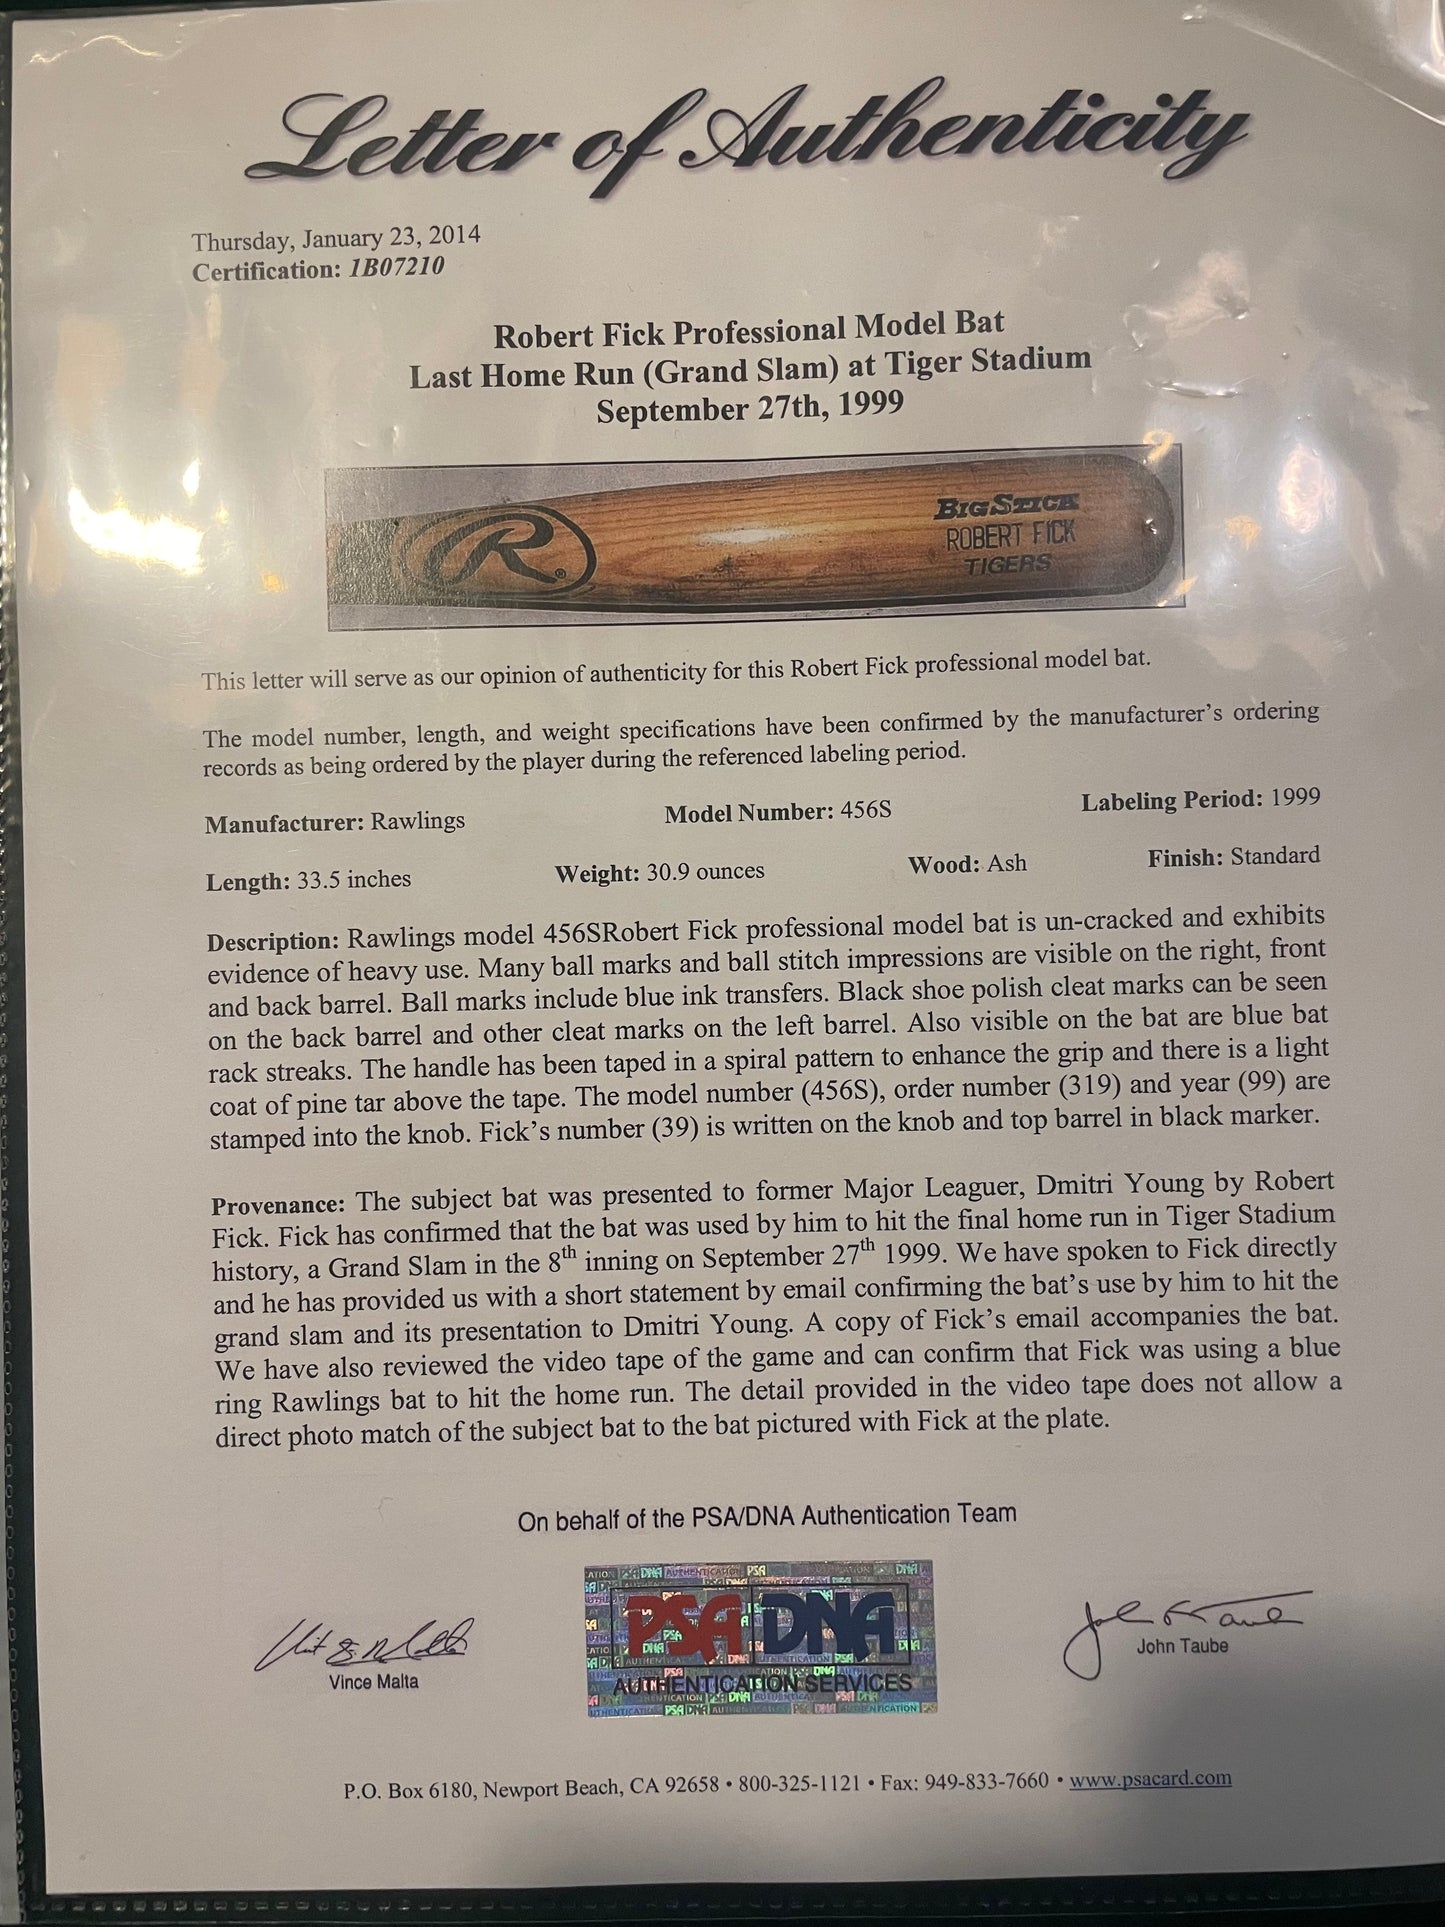 Letter of Authenticity
Thursday, January 23, 2014
Certification: 1B07210
Robert Fick Professional Model Bat
Last Home Run (Grand Slam) at Tiger Stadium
September 27th, 1999
R
®
BIGSTICK
ROBERT FICK
TIGERS
This letter will serve as our opinion of authenticity for this Robert Fick professional model bat.
The model number, length, and weight specifications have been confirmed by the manufacturer's ordering
records as being ordered by the player during the referenced labeling period.
Manufacturer: Rawlings Model Number: 456S Labeling Period: 1999
Length: 33.5 inches Weight: 30.9 ounces Wood: Ash Finish: Standard
Description: Rawlings model 456SRobert Fick professional model bat is un-cracked and exhibits
evidence of heavy use. Many ball marks and ball stitch impressions are visible on the right, front
and back barrel. Ball marks include blue ink transfers. Black shoe polish cleat marks can be seen
on the back barrel and other cleat marks on the left barrel. Also visible on the bat are blue bat
rack streaks. The handle has been taped in a spiral pattern to enhance the grip and there is a light
coat of pine tar above the tape. The model number (456S), order number (319) and year (99) are
stamped into the knob. Fick's number (39) is written on the knob and top barrel in black marker.
Provenance: The subject bat was presented to former Major Leaguer, Dmitri Young by Robert
Fick. Fick has confirmed that the bat was used by him to hit the final home run in Tiger Stadium
history, a Grand Slam in the 8th inning on September 27th 1999. We have spoken to Fick directly
and he has provided us with a short statement by email confirming the bat's use by him to hit the
grand slam and its presentation to Dmitri Young. A copy of Fick's email accompanies the bat.
We have also reviewed the video tape of the game and can confirm that Fick was using a blue
ring Rawlings bat to hit the home run. The detail provided in the video tape does not allow a
direct photo match of the subject bat to the bat pictured with Fick at the plate.
On behalf of the PSA/DNA Authentication Team
PSA DNA
AUTHENTICATION SERVICES
Vince Malta
John Taube
P.O. Box 6180, Newport Beach, CA 92658 • 800-325-1121 • Fax: 949-833-7660 • www.psacard.com